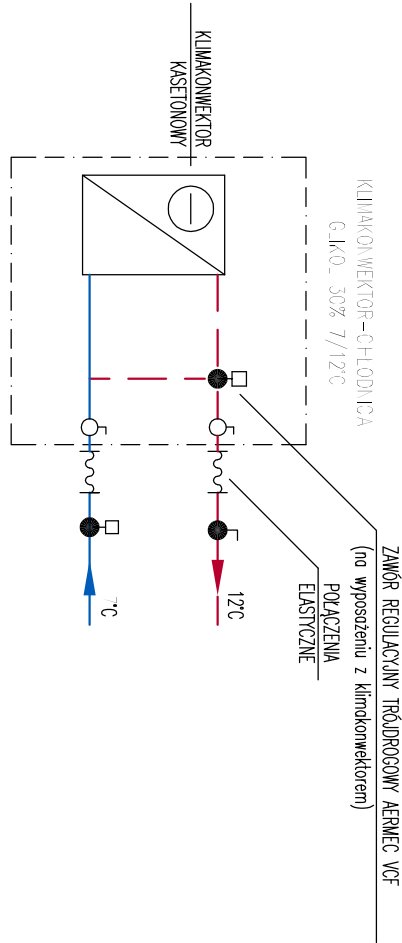 KLIMAKONWEKTOR-CHŁODNICA
GLIKOL 30% 7/12°C
KLIMAKONWEKTOR
KASETONOWY
ZAWÓR REGULACYJNY TRÓJDROGOWY AERMEC VCF
(na wyposażeniu z klimakonwektorem)
POŁĄCZENIA
ELASTYCZNE
12°C
7°C